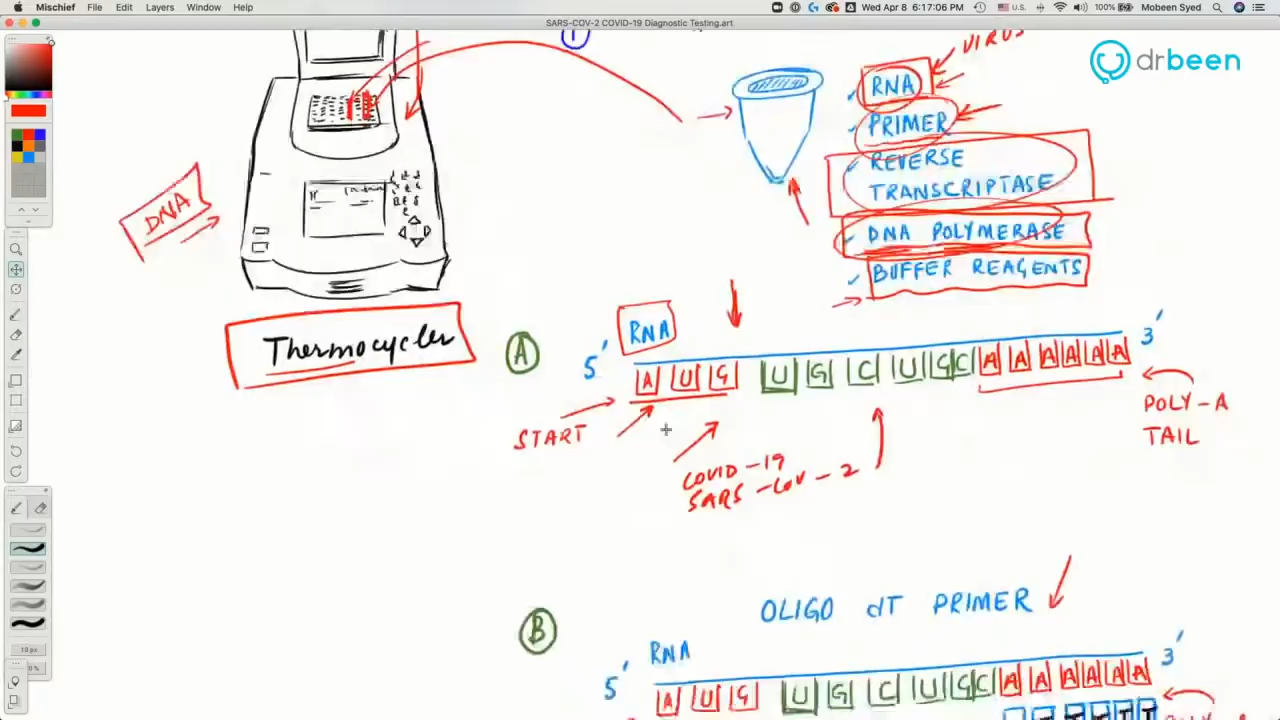 Mischief File Edit Layers Window Help
U.S. 100% Wed Apr 8 6:17:06 PM Mobeen Syed
SARS-COV-2 COVID-19 Diagnostic Testing.art
drbeen
VIRUS
RNA
PRIMER
REVERSE
TRANSCRIPTASE
DNA POLYMERASE
BUFFER REAGENTS
DNA
Thermocycler
A
RNA
5' 3'
A U G U G C U G C A A A A A A
START
POLY-A
TAIL
COVID-19
SARS-CoV-2
OLIGO dT PRIMER
B
RNA
5' 3'
A U G U G C U G C A A A A A A
T T T T T
10 px